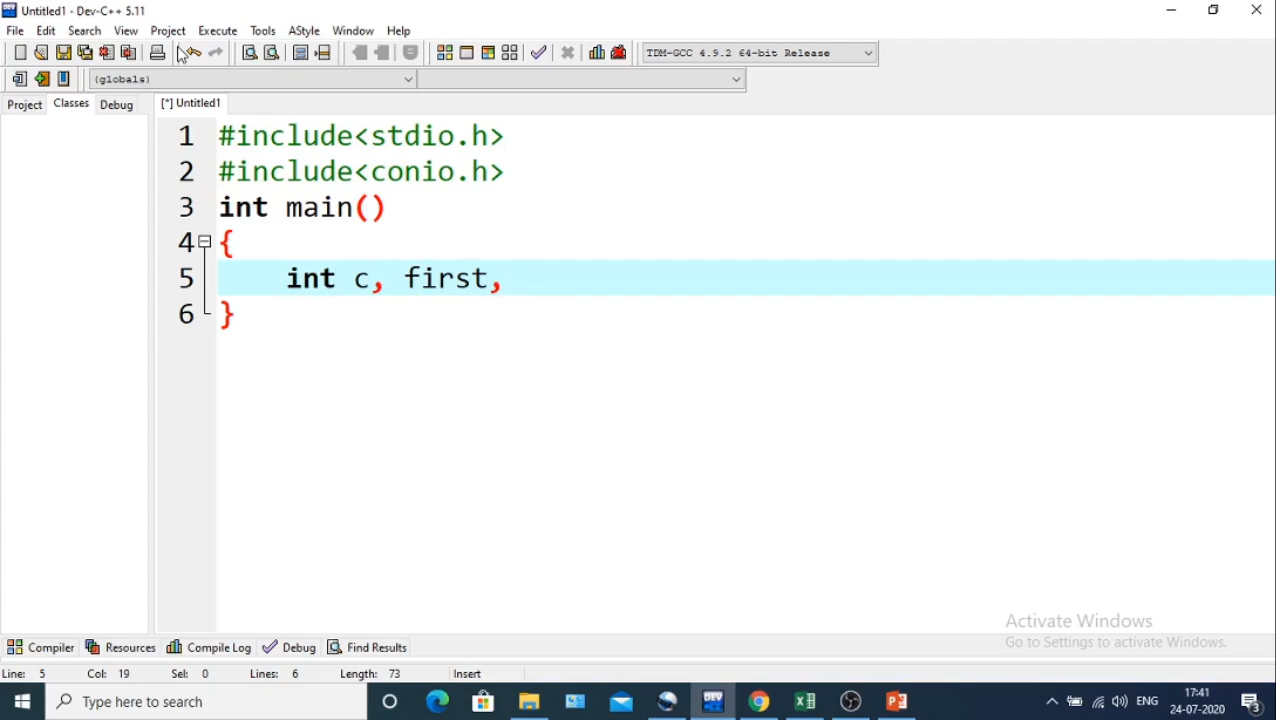 Untitled1 - Dev-C++ 5.11
File Edit Search View Project Execute Tools AStyle Window Help
TDM-GCC 4.9.2 64-bit Release
(globals)
Project Classes Debug [*] Untitled1
1 #include<stdio.h>
2 #include<conio.h>
3 int main()
4 {
5 int c, first,
6 }
Activate Windows
Go to Settings to activate Windows.
Compiler Resources Compile Log Debug Find Results
Line: 5 Col: 19 Sel: 0 Lines: 6 Length: 73 Insert
Type here to search
DEV
ENG
17:41
24-07-2020
3